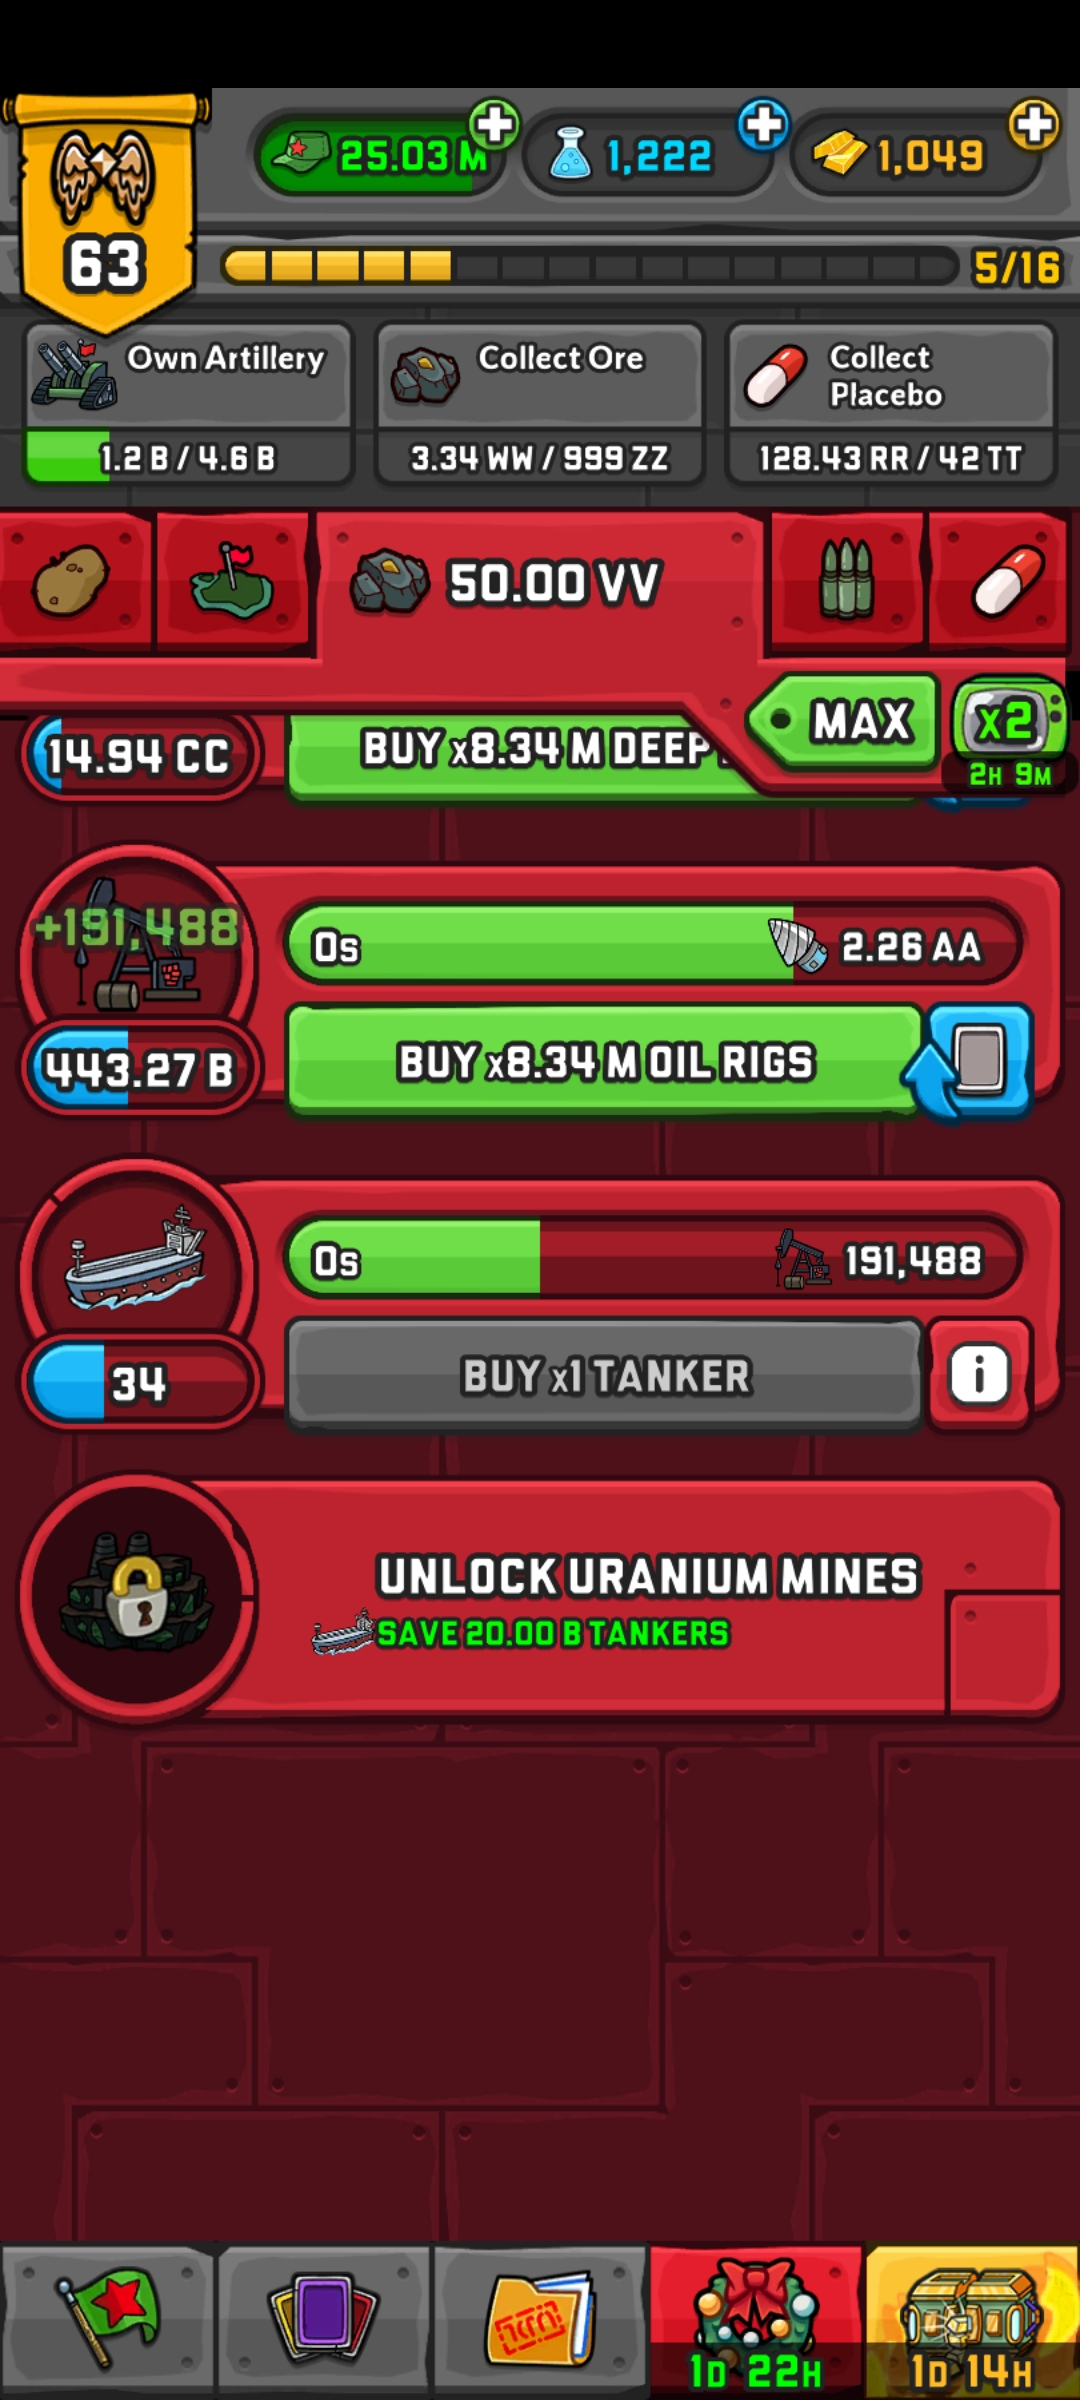 25.03 M
1,222
1,049
63
5/16
Own Artillery
1.2 B / 4.6 B
Collect Ore
3.34 WW / 999 ZZ
Collect
Placebo
128.43 RR / 42 TT
50.00 VV
MAX
x2
2H 9M
14.94 CC
BUY x8.34 M DEEP
+191,488
0s
2.26 AA
443.27 B
BUY x8.34 M OIL RIGS
0s
191,488
34
BUY x1 TANKER
i
UNLOCK URANIUM MINES
SAVE 20.00 B TANKERS
1D 22H
1D 14H